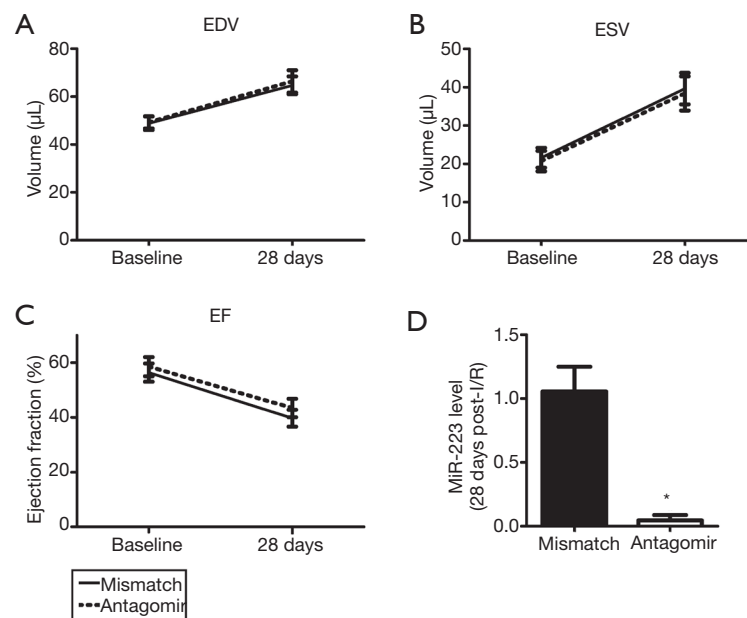 A
EDV
Volume (µL)
80
60
40
20
0
Baseline
28 days
B
ESV
Volume (µL)
50
40
30
20
10
0
Baseline
28 days
C
EF
Ejection fraction (%)
60
40
20
0
Baseline
28 days
Mismatch
Antagomir
D
MiR-223 level
(28 days post-I/R)
1.5
1.0
0.5
0.0
*
Mismatch
Antagomir